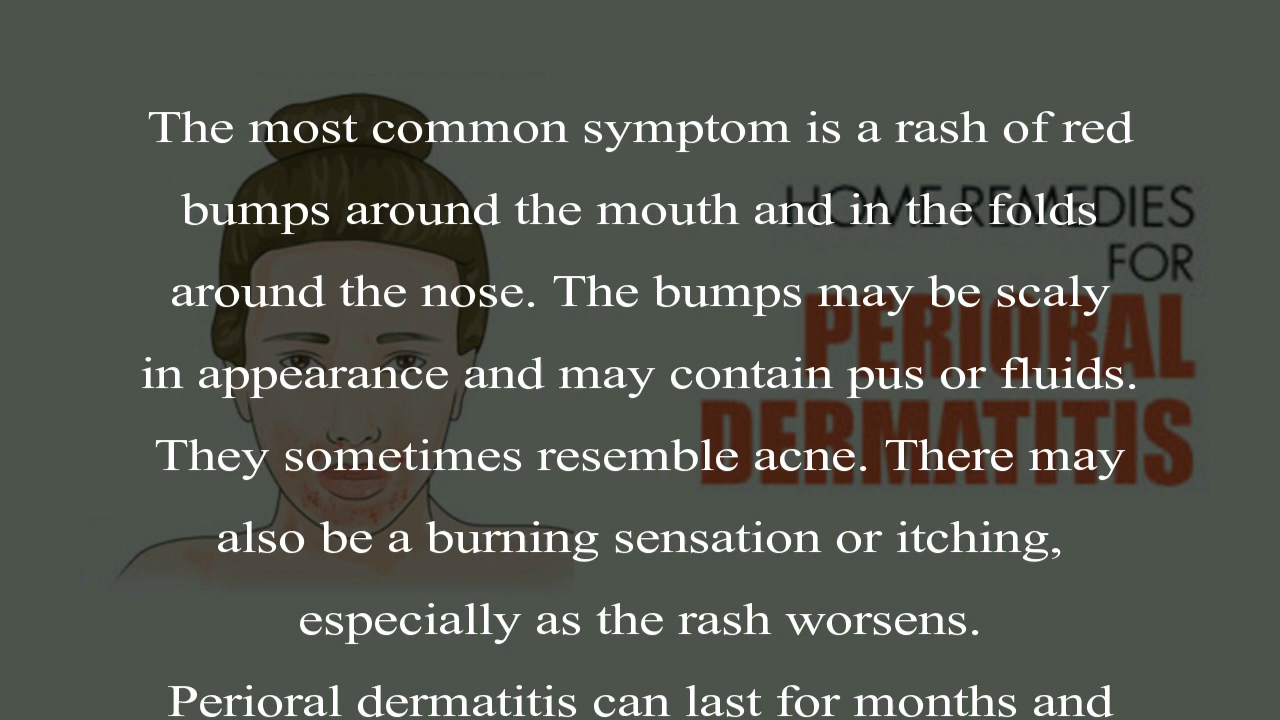 The most common symptom is a rash of red
bumps around the mouth and in the folds
around the nose. The bumps may be scaly
in appearance and may contain pus or fluids.
They sometimes resemble acne. There may
also be a burning sensation or itching,
especially as the rash worsens.
Perioral dermatitis can last for months and
HOME REMEDIES
FOR
PERIORAL
DERMATITIS